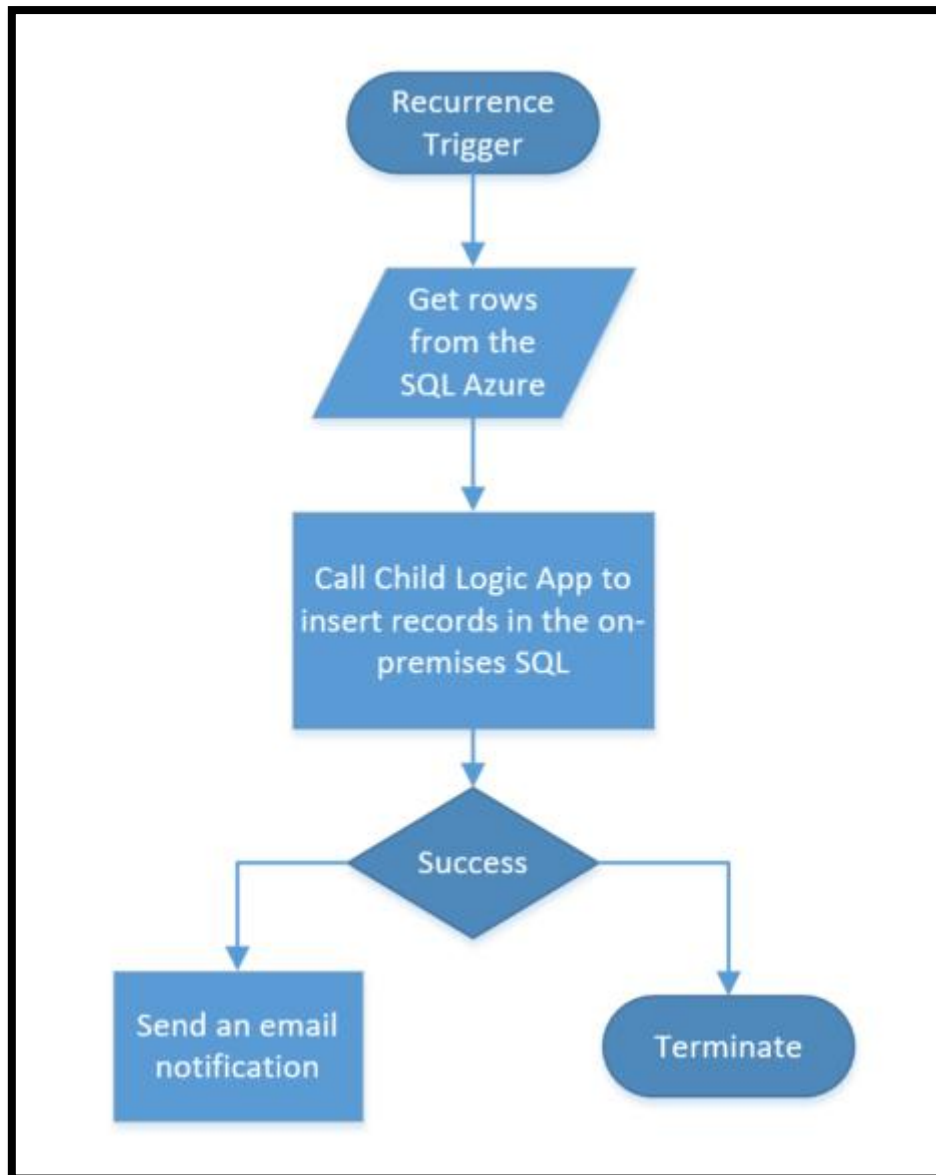 Recurrence
Trigger
Get rows
from the
SQL Azure
Call Child Logic App to
insert records in the on-
premises SQL
Success
Send an email
notification
Terminate